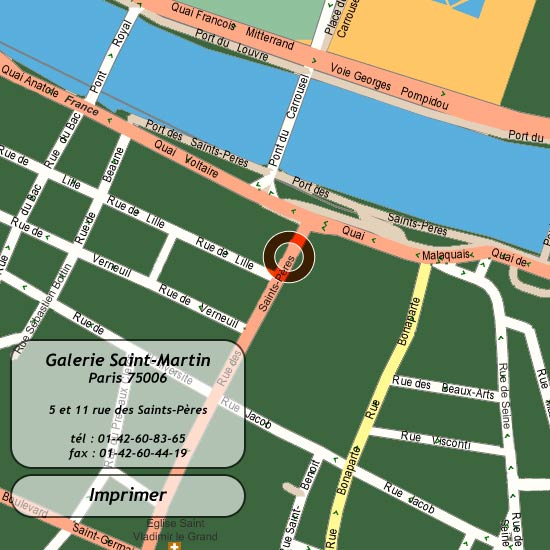 Quai Francois Mitterrand
Place du Carrousel
Port du Louvre
Pont Royal
Voie Georges Pompidou
Port du
Quai Anatole France
Pont du Carrousel
Port des Saints-Peres
Quai Voltaire
Rue du Bac
Rue de Beaune
Port des Saints-Peres
Rue de Lille
Rue de Lille
Rue de Lille
du Bac
Quai Malaquais
Quai de
Rue de Verneuil
Rue de Verneuil
Rue Sébastien Bottin
Rue des Saints-Pères
Rue de
Rue Bonaparte
Rue Bonaparte
Rue des Beaux-Arts
Rue de Seine
Rue Visconti
Rue Jacob
Rue Jacob
Rue Saint-Benoit
Galerie Saint-Martin
Paris 75006
5 et 11 rue des Saints-Pères
tél : 01-42-60-83-65
fax : 01-42-60-44-19
Imprimer
Boulevard Saint-Germain
Eglise Saint
Vladimir le Grand
Rue de